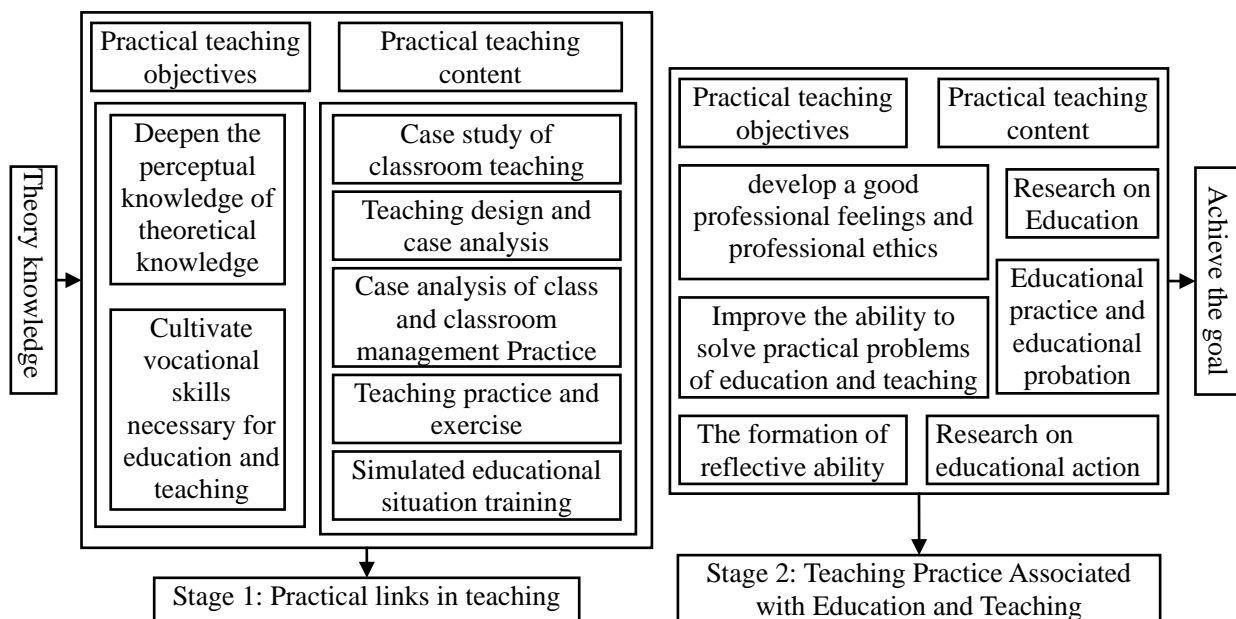 Theory knowledge
Practical teaching
objectives
Practical teaching
content
Deepen the
perceptual
knowledge of
theoretical
knowledge
Cultivate
vocational
skills
necessary for
education and
teaching
Case study of
classroom teaching
Teaching design and
case analysis
Case analysis of class
and classroom
management Practice
Teaching practice and
exercise
Simulated educational
situation training
Stage 1: Practical links in teaching
Practical teaching
objectives
Practical teaching
content
develop a good
professional feelings and
professional ethics
Improve the ability to
solve practical problems
of education and teaching
The formation of
reflective ability
Research on
Education
Educational
practice and
educational
probation
Research on
educational action
Stage 2: Teaching Practice Associated
with Education and Teaching
Achieve the goal